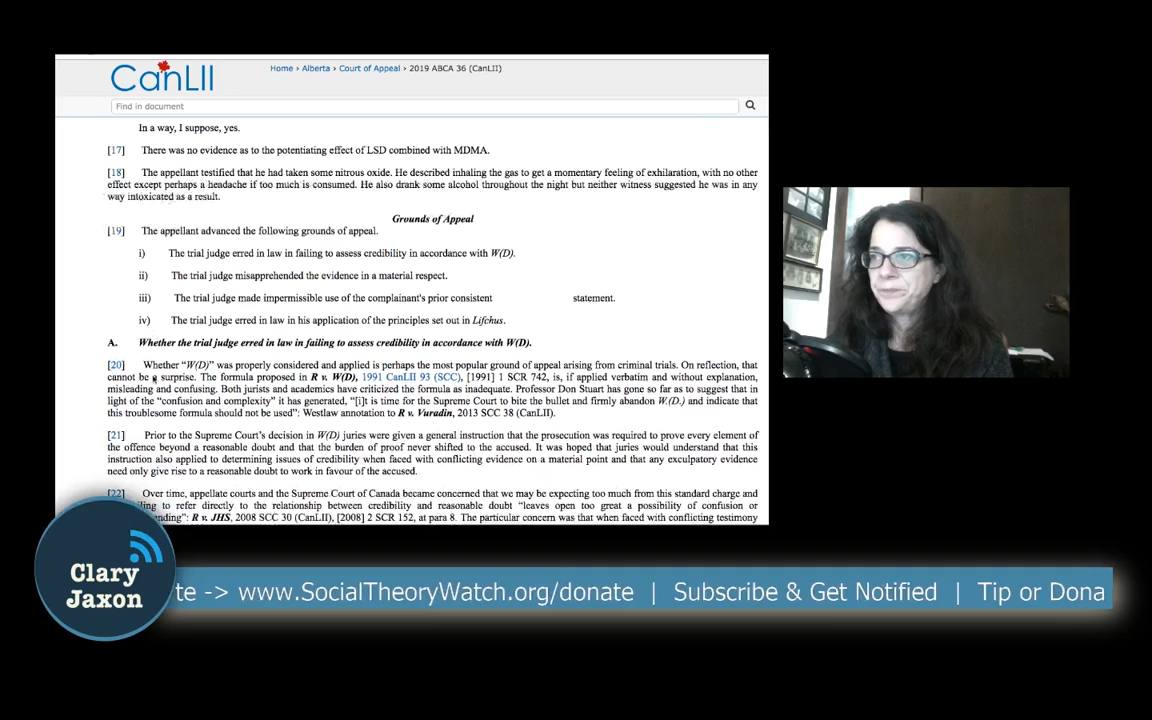 CanLII
Home › Alberta › Court of Appeal › 2019 ABCA 36 (CanLII)
Find in document
In a way, I suppose, yes.
[17] There was no evidence as to the potentiating effect of LSD combined with MDMA.
[18] The appellant testified that he had taken some nitrous oxide. He described inhaling the gas to get a momentary feeling of exhilaration, with no other
effect except perhaps a headache if too much is consumed. He also drank some alcohol throughout the night but neither witness suggested he was in any
way intoxicated as a result.
Grounds of Appeal
[19] The appellant advanced the following grounds of appeal.
i) The trial judge erred in law in failing to assess credibility in accordance with W(D).
ii) The trial judge misapprehended the evidence in a material respect.
iii) The trial judge made impermissible use of the complainant's prior consistent statement.
iv) The trial judge erred in law in his application of the principles set out in Lifchus.
A. Whether the trial judge erred in law in failing to assess credibility in accordance with W(D).
[20] Whether “W(D)” was properly considered and applied is perhaps the most popular ground of appeal arising from criminal trials. On reflection, that
cannot be a surprise. The formula proposed in R v. W(D), 1991 CanLII 93 (SCC), [1991] 1 SCR 742, is, if applied verbatim and without explanation,
misleading and confusing. Both jurists and academics have criticized the formula as inadequate. Professor Don Stuart has gone so far as to suggest that in
light of the “confusion and complexity” it has generated, “[i]t is time for the Supreme Court to bite the bullet and firmly abandon W.(D.) and indicate that
this troublesome formula should not be used”: Westlaw annotation to R v. Vuradin, 2013 SCC 38 (CanLII).
[21] Prior to the Supreme Court's decision in W(D) juries were given a general instruction that the prosecution was required to prove every element of
the offence beyond a reasonable doubt and that the burden of proof never shifted to the accused. It was hoped that juries would understand that this
instruction also applied to determining issues of credibility when faced with conflicting evidence on a material point and that any exculpatory evidence
need only give rise to a reasonable doubt to work in favour of the accused.
[22] Over time, appellate courts and the Supreme Court of Canada became concerned that we may be expecting too much from this standard charge and
ling to refer directly to the relationship between credibility and reasonable doubt “leaves open too great a possibility of confusion or
nding”: R v. JHS, 2008 SCC 30 (CanLII), [2008] 2 SCR 152, at para 8. The particular concern was that when faced with conflicting testimony
Clary
Jaxon
te -> www.SocialTheoryWatch.org/donate | Subscribe & Get Notified | Tip or Dona